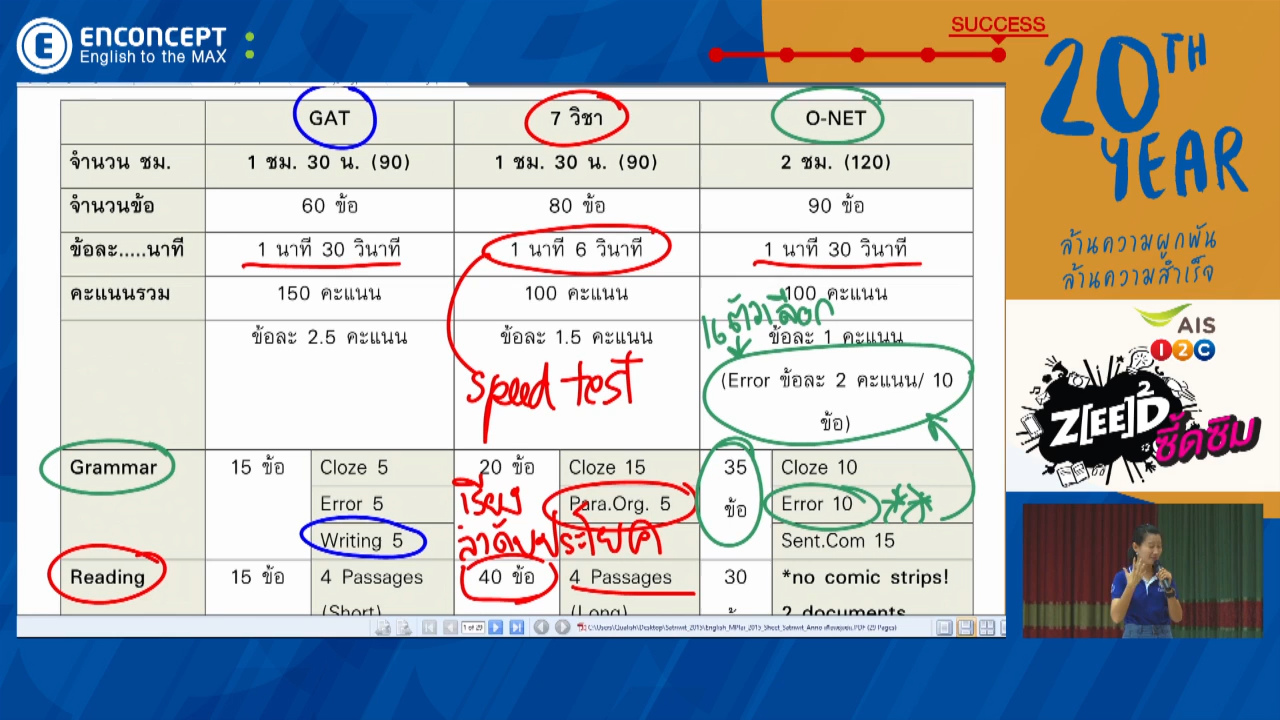 SUCCESS
ENCONCEPT
English to the MAX
20TH
YEAR
ล้านความผูกพัน
ล้านความสำเร็จ
AIS
I2C
Z[EE]D2
ซี้ดซิม
GAT
7 วิชา
O-NET
จำนวน ชม.
1 ชม. 30 น. (90)
1 ชม. 30 น. (90)
2 ชม. (120)
จำนวนข้อ
60 ข้อ
80 ข้อ
90 ข้อ
ข้อละ.....นาที
1 นาที 30 วินาที
1 นาที 6 วินาที
1 นาที 30 วินาที
คะแนนรวม
150 คะแนน
100 คะแนน
100 คะแนน
16 ตัวเลือก
ข้อละ 2.5 คะแนน
ข้อละ 1.5 คะแนน
ข้อละ 1 คะแนน
speed test
(Error ข้อละ 2 คะแนน/ 10
ข้อ)
Grammar
15 ข้อ
Cloze 5
Error 5
Writing 5
20 ข้อ
เรียง
ลำดับประโยค
Cloze 15
Para.Org. 5
35
ข้อ
Cloze 10
Error 10
Sent.Com 15
Reading
15 ข้อ
4 Passages
(Short)
40 ข้อ
4 Passages
(Long)
30
*no comic strips!
2 documents
1 of 29